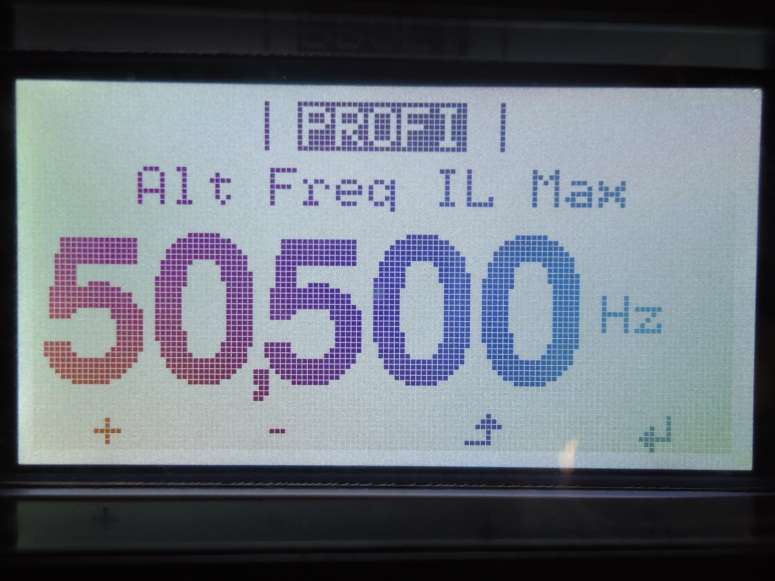 | PROFI |
Alt Freq IL Max
50,500 Hz
+ -